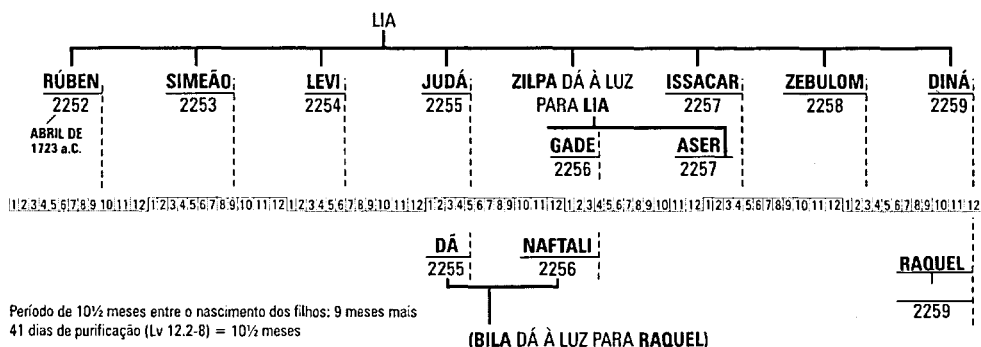 LIA
RÚBEN SIMEÃO LEVI JUDÁ ZILPA DÁ À LUZ ISSACAR ZEBULOM DINÁ
2252 2253 2254 2255 PARA LIA 2257 2258 2259
ABRIL DE
1723 a.C.
GADE ASER
2256 2257
1 2 3 4 5 6 7 8 9 10 11 12 1 2 3 4 5 6 7 8 9 10 11 12 1 2 3 4 5 6 7 8 9 10 11 12 1 2 3 4 5 6 7 8 9 10 11 12 1 2 3 4 5 6 7 8 9 10 11 12 1 2 3 4 5 6 7 8 9 10 11 12 1 2 3 4 5 6 7 8 9 10 11 12
DÁ NAFTALI RAQUEL
2255 2256 2259
Período de 10½ meses entre o nascimento dos filhos: 9 meses mais
41 dias de purificação (Lv 12.2-8) = 10½ meses
(BILA DÁ À LUZ PARA RAQUEL)